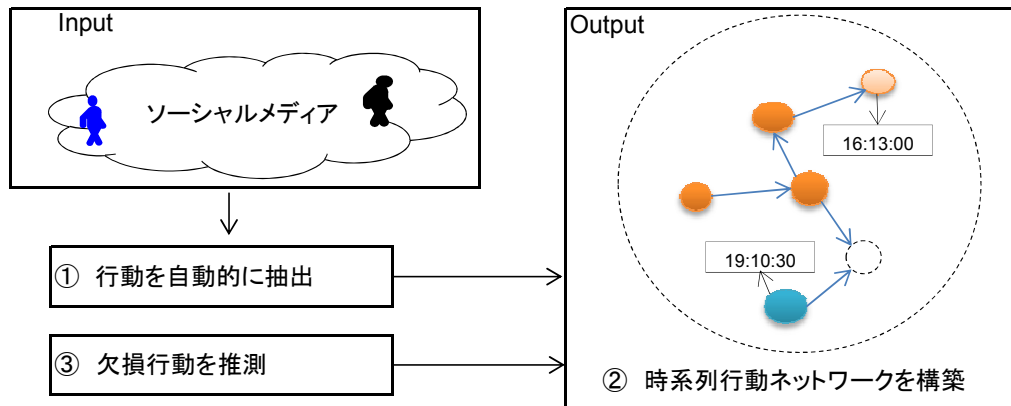 Input
ソーシャルメディア
① 行動を自動的に抽出
③ 欠損行動を推測
Output
16:13:00
19:10:30
② 時系列行動ネットワークを構築